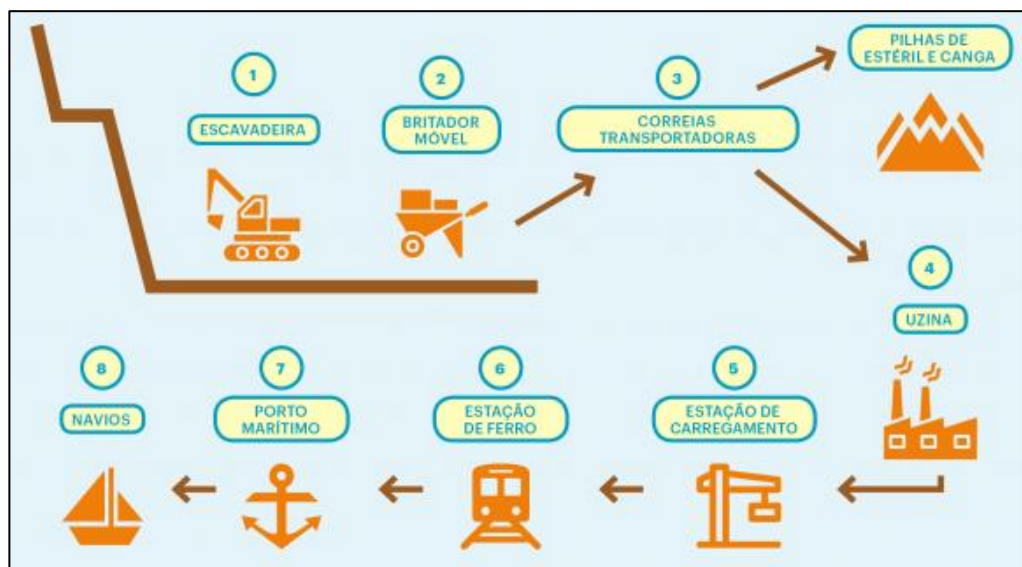 1
ESCAVADEIRA
2
BRITADOR
MÓVEL
3
CORREIAS
TRANSPORTADORAS
PILHAS DE
ESTÉRIL E CANGA
4
UZINA
5
ESTAÇÃO DE
CARREGAMENTO
6
ESTAÇÃO
DE FERRO
7
PORTO
MARÍTIMO
8
NAVIOS